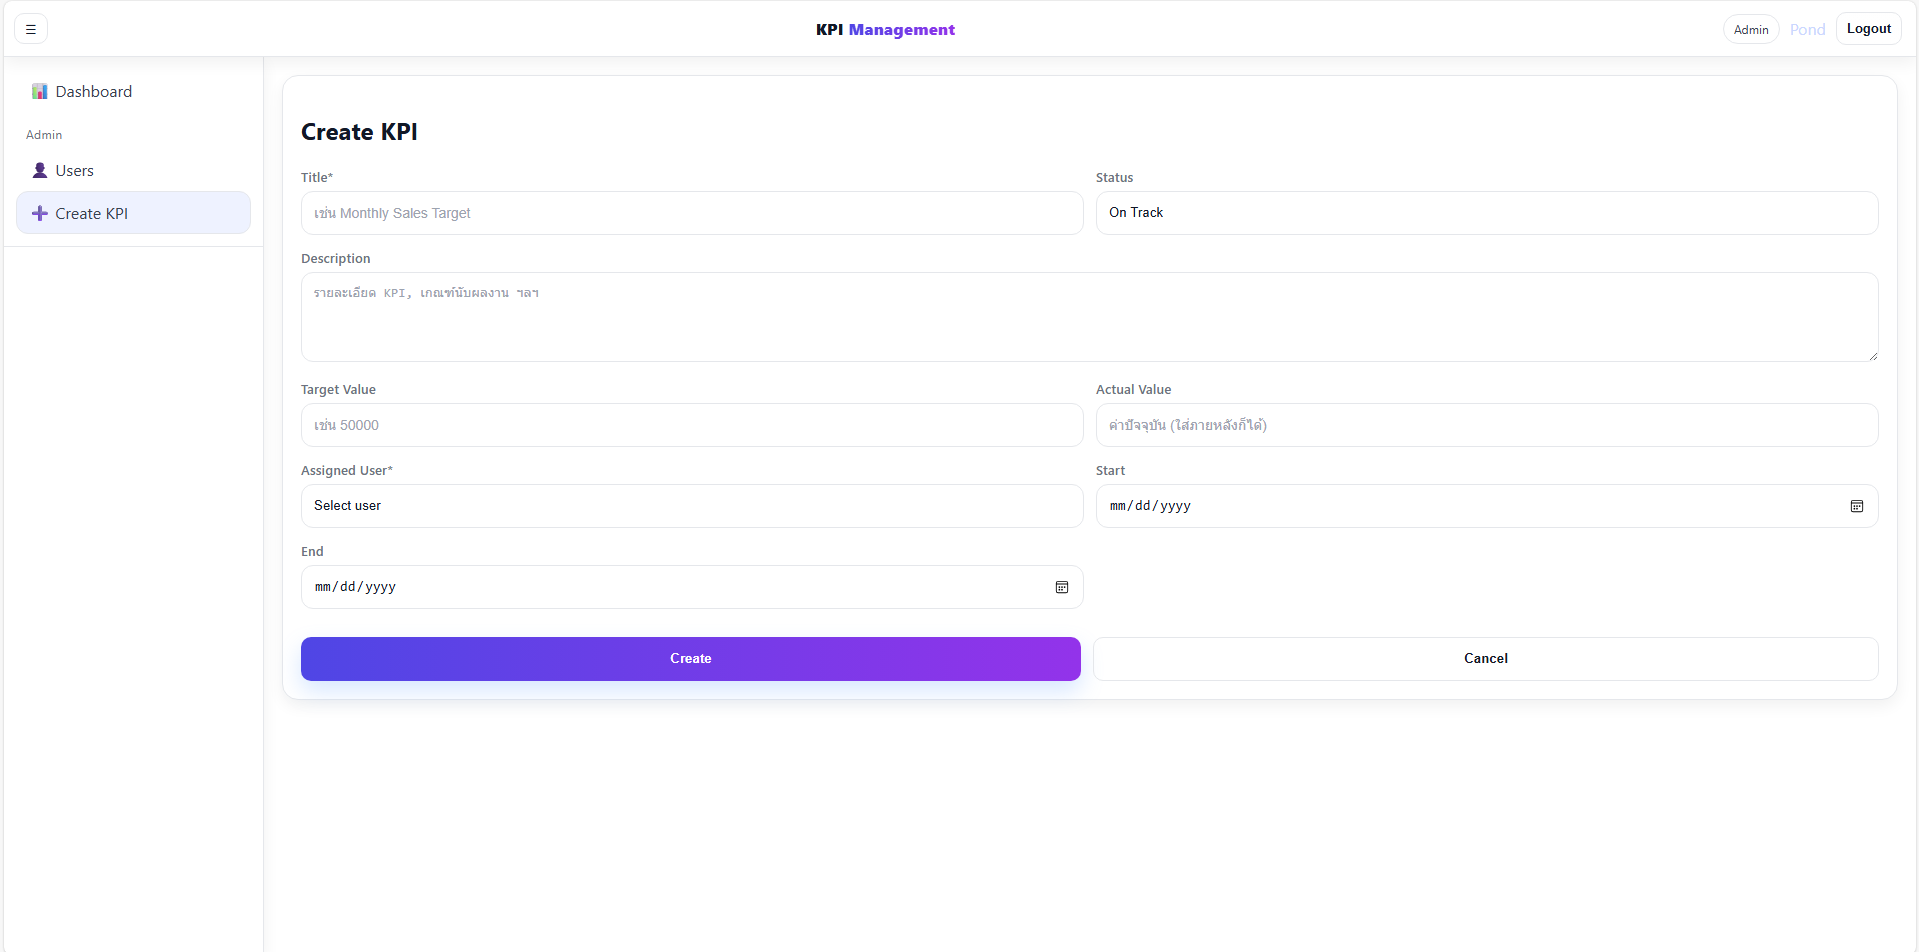 ☰
KPI Management
Admin
Pond
Logout
Dashboard
Admin
Users
Create KPI
Create KPI
Title*
Status
เช่น Monthly Sales Target
On Track
Description
รายละเอียด KPI, เกณฑ์นับผลงาน ฯลฯ
Target Value
Actual Value
เช่น 50000
ค่าปัจจุบัน (ใส่ภายหลังก็ได้)
Assigned User*
Start
Select user
mm/dd/yyyy
End
mm/dd/yyyy
Create
Cancel